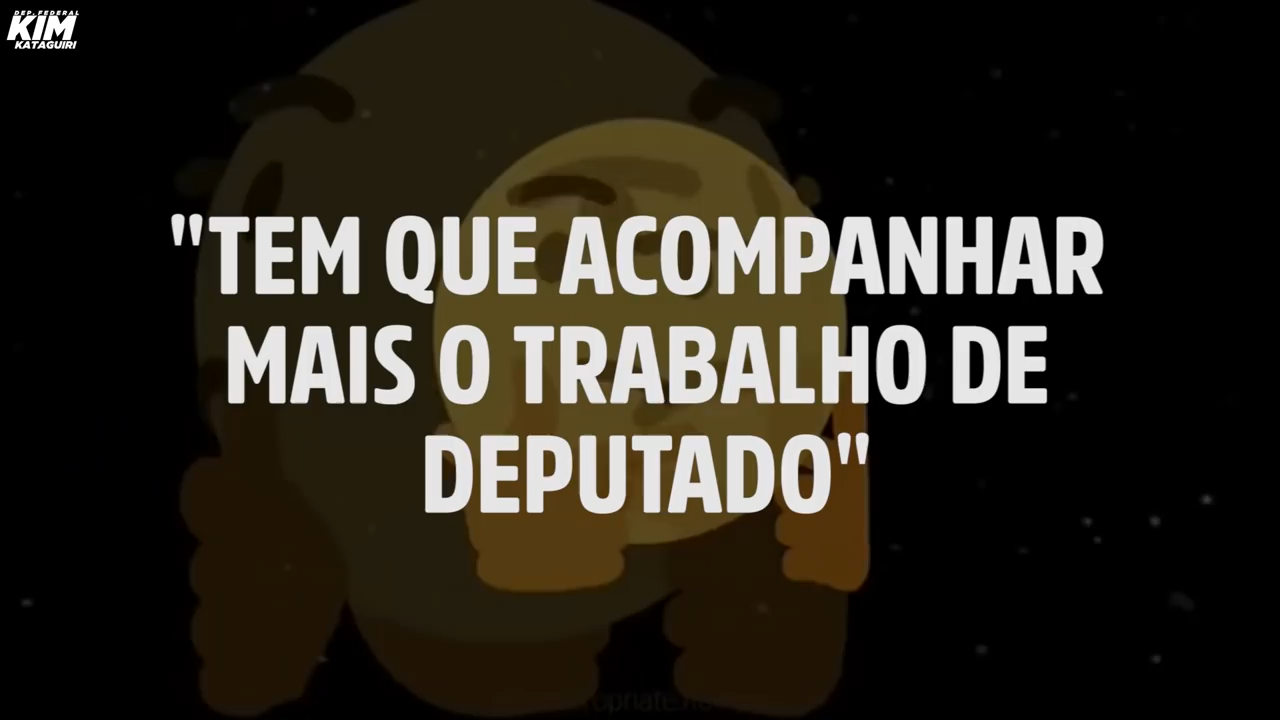 DEP. FEDERAL
KIM
KATAGUIRI
"TEM QUE ACOMPANHAR
MAIS O TRABALHO DE
DEPUTADO"